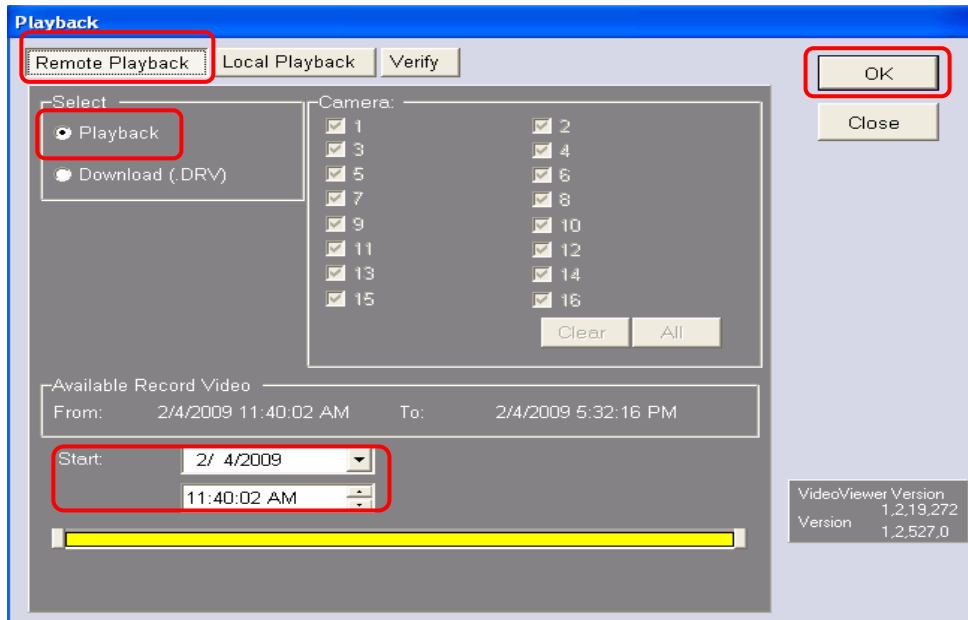 Playback
Remote Playback Local Playback Verify
OK
Close
Select
Playback
Download (.DRV)
Camera:
1 2
3 4
5 6
7 8
9 10
11 12
13 14
15 16
Clear All
Available Record Video
From: 2/4/2009 11:40:02 AM To: 2/4/2009 5:32:16 PM
Start: 2/ 4/2009
11:40:02 AM
VideoViewer Version
1,2,19,272
Version
1,2,527,0